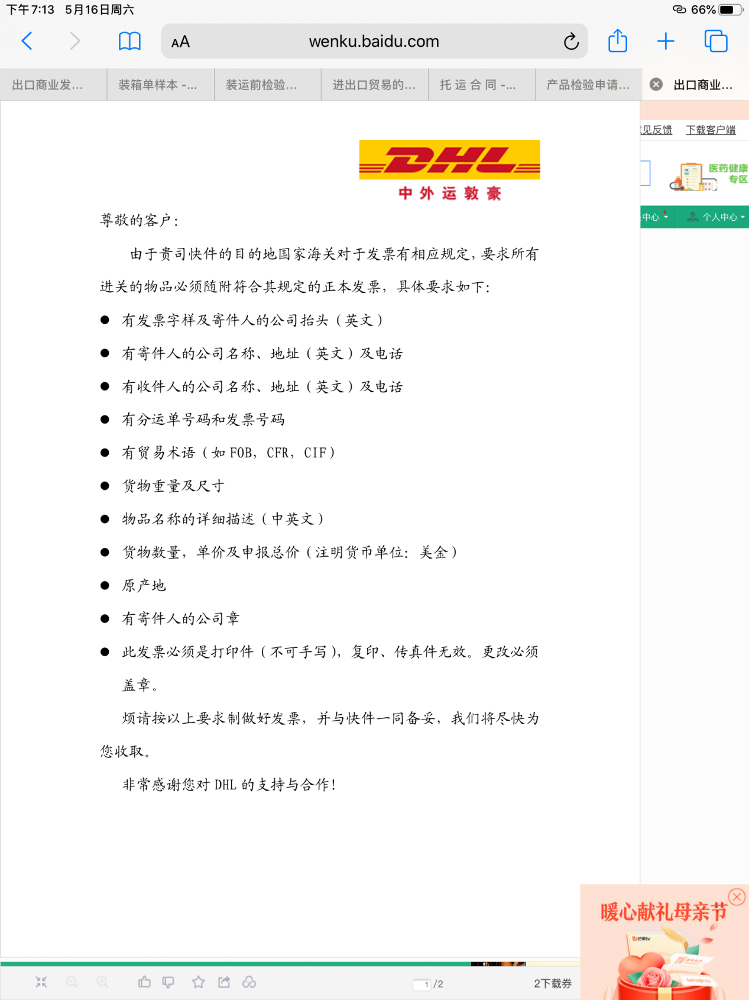 下午7:13 5月16日周六
66%
AA
wenku.baidu.com
出口商业发...
装箱单样本 -...
装运前检验...
进出口贸易的...
托 运 合 同 -...
产品检验申请...
出口商业...
见反馈
下载客户端
医药健康
专区
中心
个人中心
DHL
中外运敦豪
尊敬的客户：
由于贵司快件的目的地国家海关对于发票有相应规定，要求所有
进关的物品必须随附符合其规定的正本发票，具体要求如下：
● 有发票字样及寄件人的公司抬头（英文）
● 有寄件人的公司名称、地址（英文）及电话
● 有收件人的公司名称、地址（英文）及电话
● 有分运单号码和发票号码
● 有贸易术语（如 FOB，CFR，CIF）
● 货物重量及尺寸
● 物品名称的详细描述（中英文）
● 货物数量，单价及申报总价（注明货币单位：美金）
● 原产地
● 有寄件人的公司章
● 此发票必须是打印件（不可手写），复印、传真件无效。更改必须
盖章。
烦请按以上要求制做好发票，并与快件一同备妥，我们将尽快为
您收取。
非常感谢您对 DHL 的支持与合作！
暖心献礼母亲节
芒果tv
samsonite
1 /2
2下载券